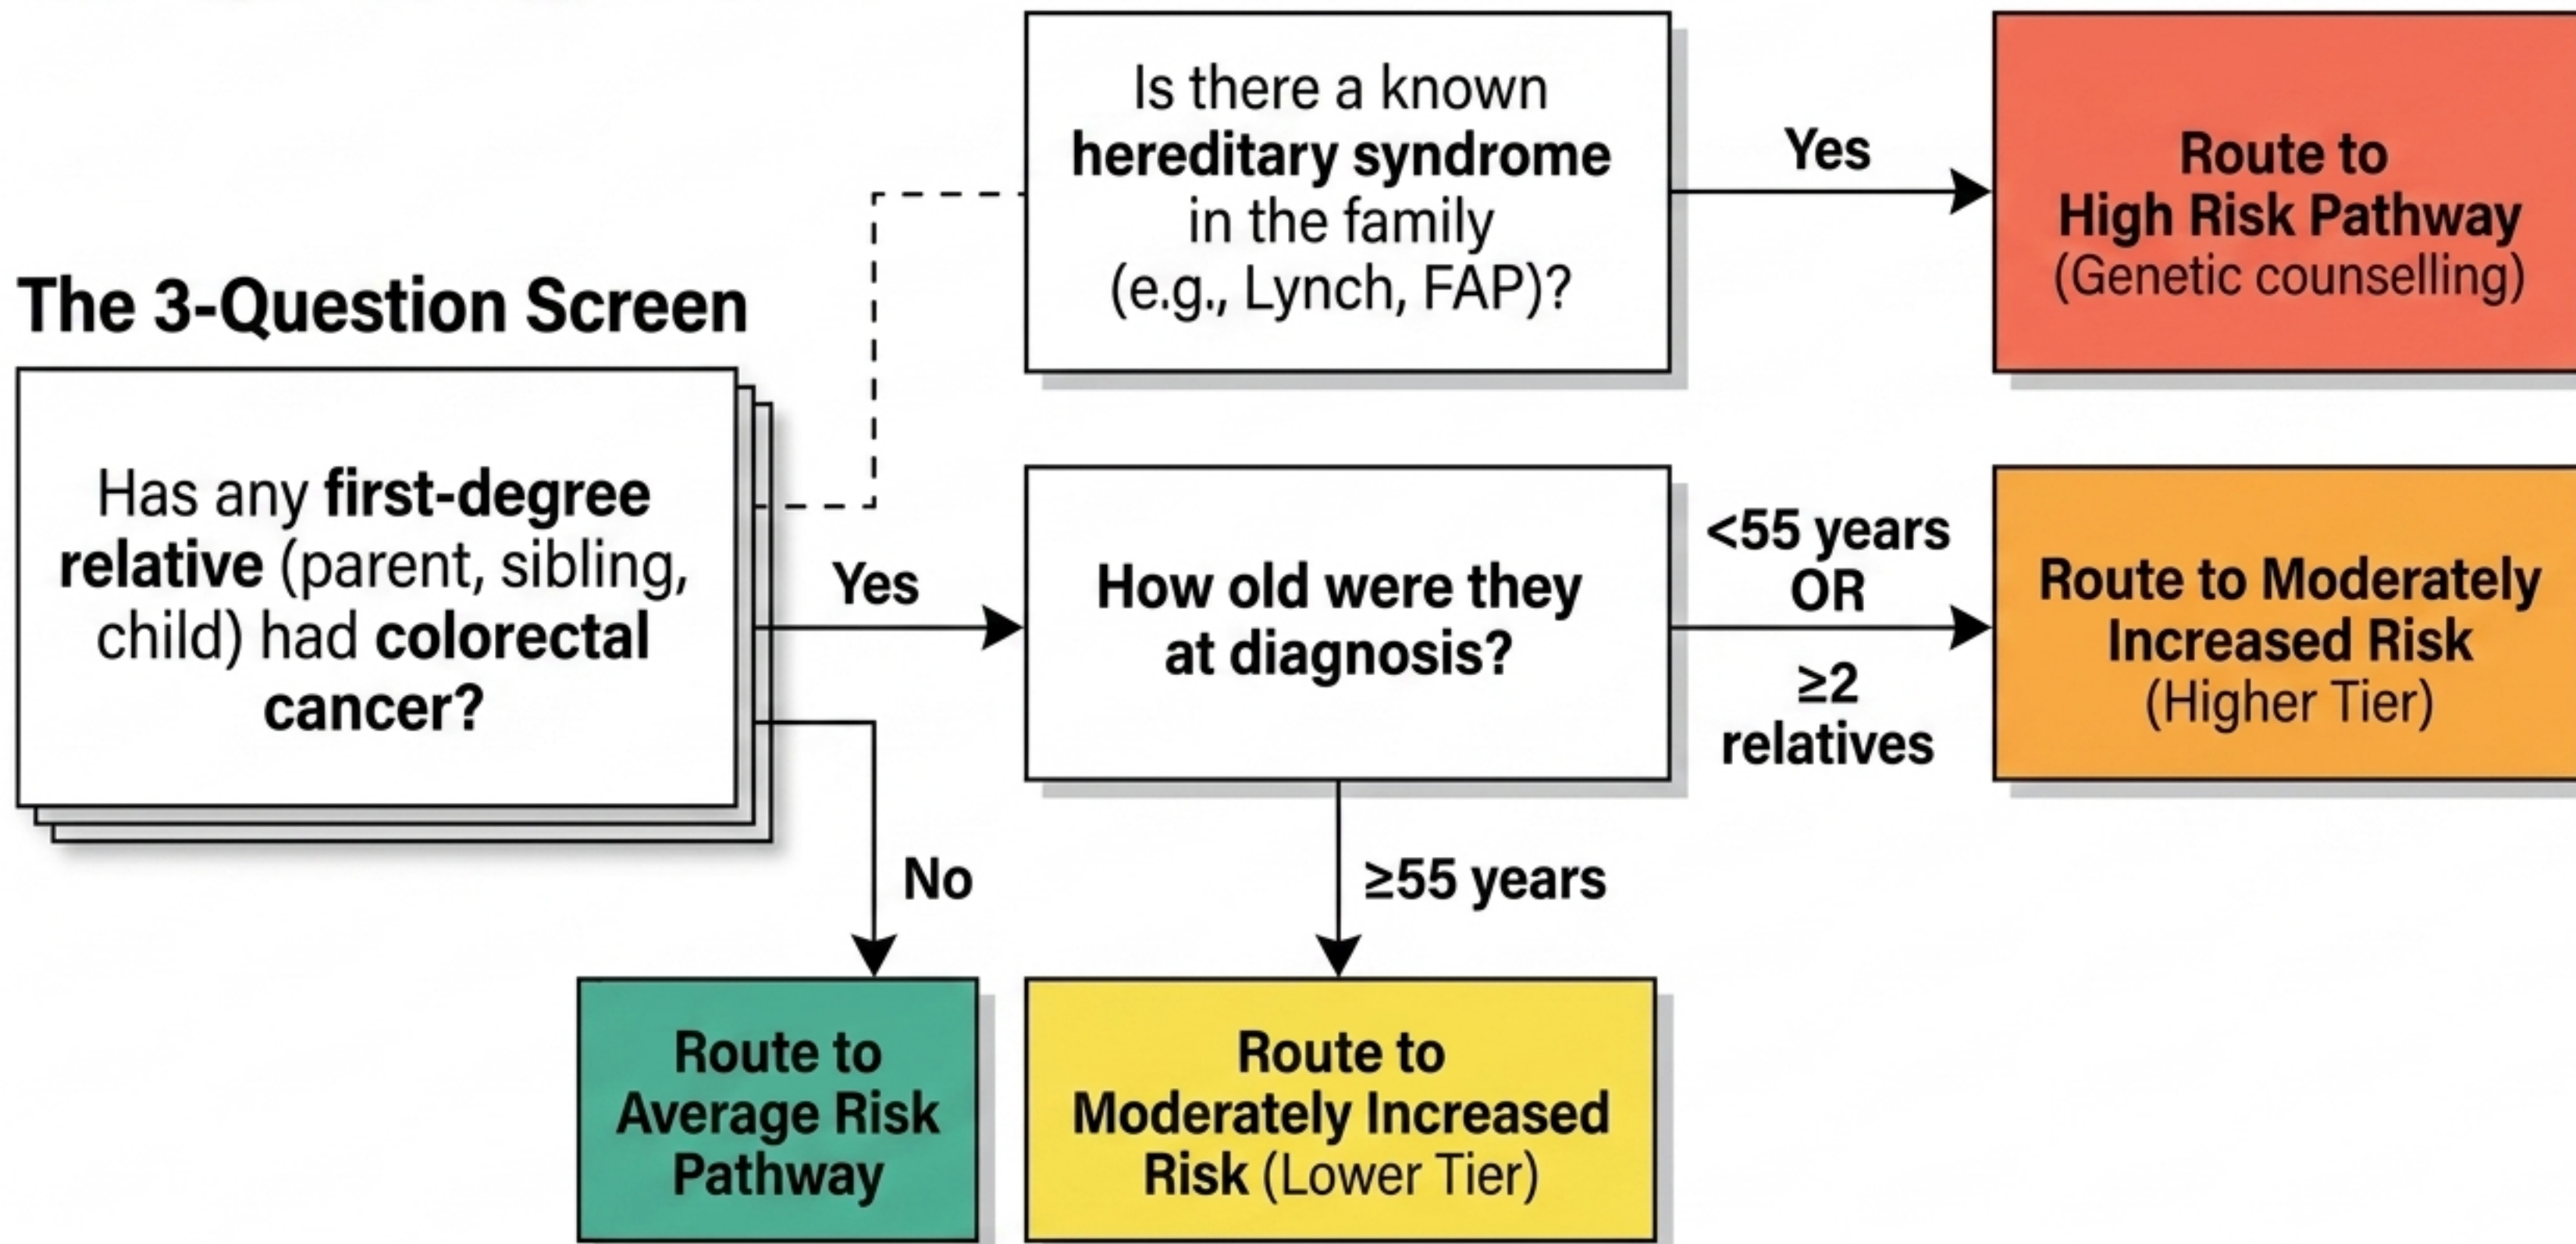 The 3-Question Screen
Has any first-degree
relative (parent, sibling,
child) had colorectal
cancer?
Is there a known
hereditary syndrome
in the family
(e.g., Lynch, FAP)?
Yes
Route to
High Risk Pathway
(Genetic counselling)
Yes
How old were they
at diagnosis?
<55 years
OR
≥2
relatives
Route to Moderately
Increased Risk
(Higher Tier)
No
≥55 years
Route to
Average Risk
Pathway
Route to
Moderately Increased
Risk (Lower Tier)